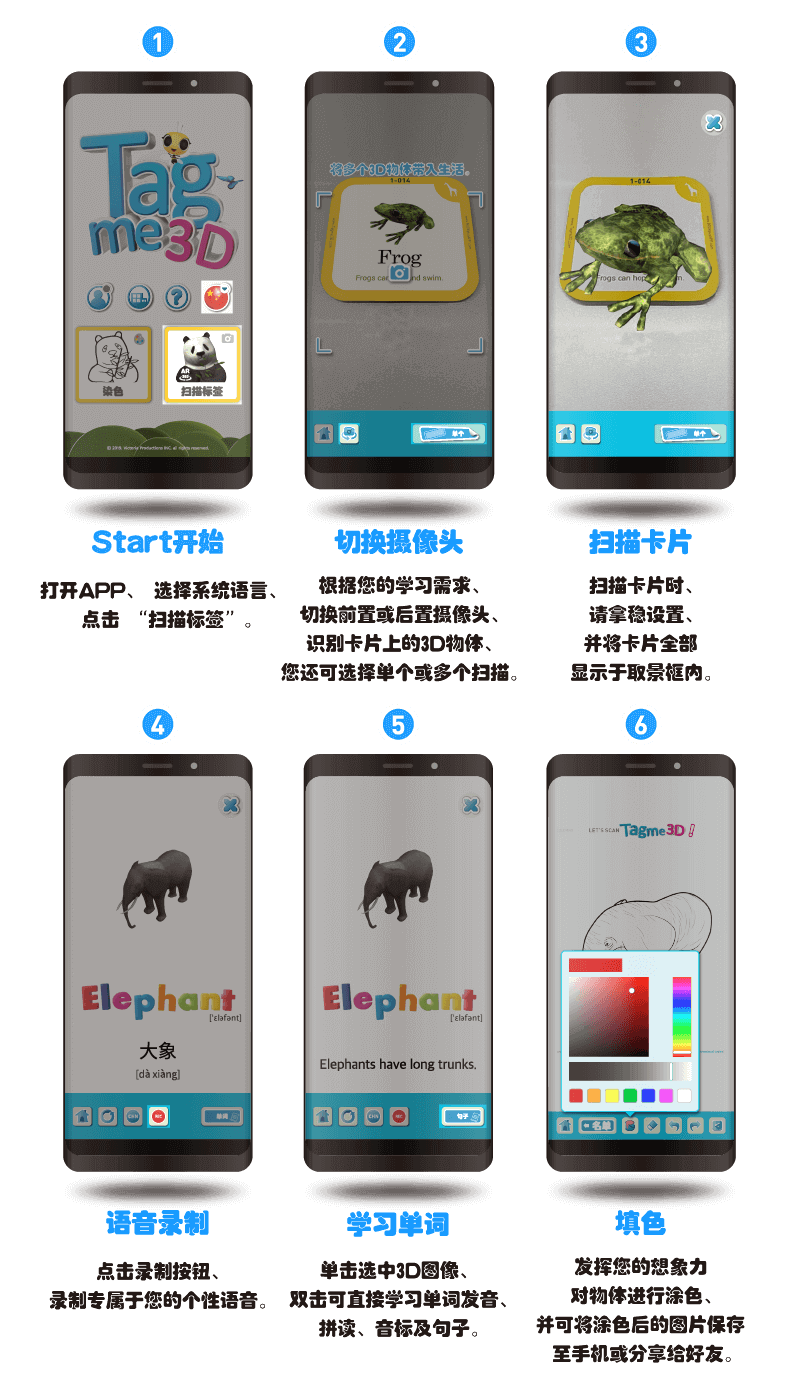 1
2
3
Tag
me3D
染色
AR
扫描标签
© 2019. Victoria Productions INC. all rights reserved.
将多个3D物体带入生活。
1-014
Frog
Frogs can
nd swim.
单个
1-014
Frogs can hop
单个
Start开始
打开APP、 选择系统语言、
点击 “扫描标签”。
切换摄像头
根据您的学习需求、
切换前置或后置摄像头、
识别卡片上的3D物体、
您还可选择单个或多个扫描。
扫描卡片
扫描卡片时、
请拿稳设置、
并将卡片全部
显示于取景框内。
4
5
6
Elephant
['eləfənt]
大象
[dà xiàng]
CHN
REC
单词
Elephant
['eləfənt]
Elephants have long trunks.
CHN
REC
句子
LET'S SCAN Tagme3D!
名单
语音录制
点击录制按钮、
录制专属于您的个性语音。
学习单词
单击选中3D图像、
双击可直接学习单词发音、
拼读、音标及句子。
填色
发挥您的想象力
对物体进行涂色、
并可将涂色后的图片保存
至手机或分享给好友。